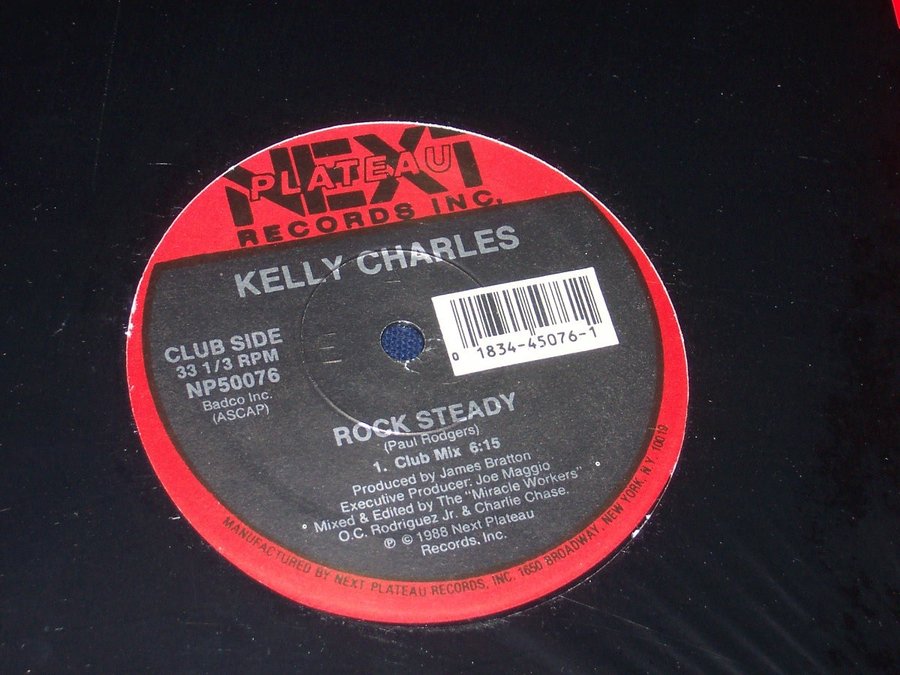 NEXT
PLATEAU
RECORDS INC.
KELLY CHARLES
CLUB SIDE
33 1/3 RPM
NP50076
Badco Inc.
(ASCAP)
0 1834-45076-1
ROCK STEADY
(Paul Rodgers)
1. Club Mix 6:15
Produced by James Bratton
Executive Producer: Joe Maggio
Mixed & Edited by The "Miracle Workers"
O.C. Rodriguez Jr. & Charlie Chase.
℗ © 1988 Next Plateau
Records, Inc.
MANUFACTURED BY NEXT PLATEAU RECORDS, INC. 1650 BROADWAY, NEW YORK, N.Y. 10019